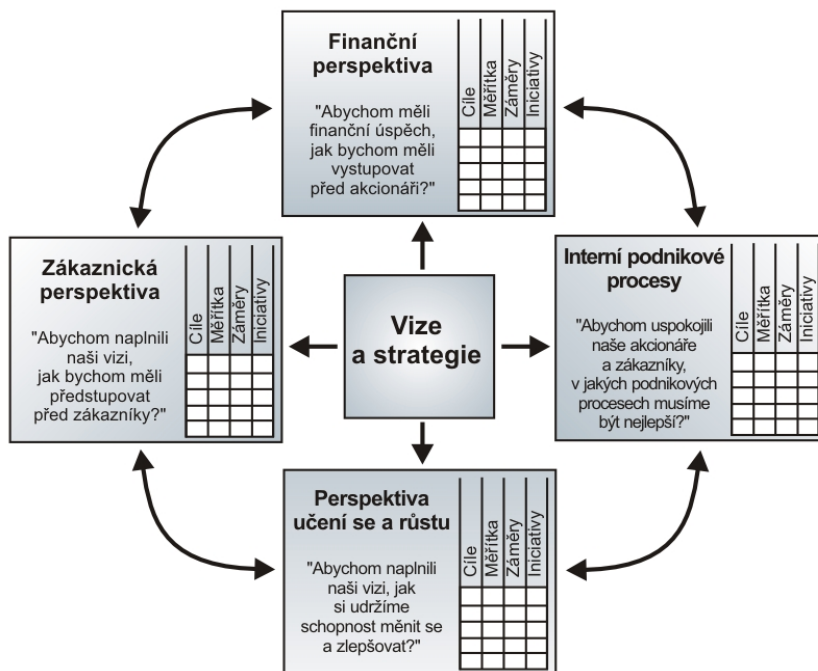 Finanční
perspektiva
"Abychom měli
finanční úspěch,
jak bychom měli
vystupovat
před akcionáři?"
Cíle
Měřítka
Záměry
Iniciativy
Zákaznická
perspektiva
"Abychom naplnili
naši vizi,
jak bychom měli
předstupovat
před zákazníky?"
Cíle
Měřítka
Záměry
Iniciativy
Vize
a strategie
Interní podnikové
procesy
"Abychom uspokojili
naše akcionáře
a zákazníky,
v jakých podnikových
procesech musíme
být nejlepší?"
Cíle
Měřítka
Záměry
Iniciativy
Perspektiva
učení se a růstu
"Abychom naplnili
naši vizi, jak
si udržíme
schopnost měnit se
a zlepšovat?"
Cíle
Měřítka
Záměry
Iniciativy